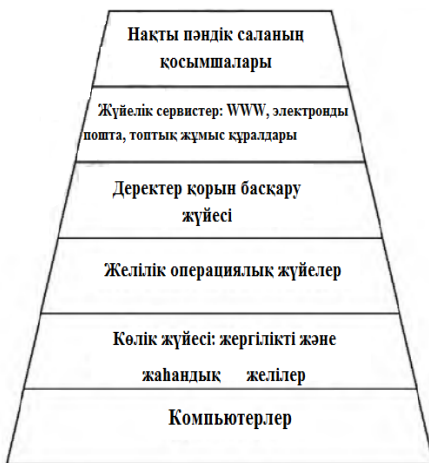 Нақты пәндік саланың
қосымшалары
Жүйелік сервистер: WWW, электронды
пошта, топтық жұмыс құралдары
Деректер қорын басқару
жүйесі
Желілік операциялық жүйелер
Көлік жүйесі: жергілікті және
жаһандық желілер
Компьютерлер